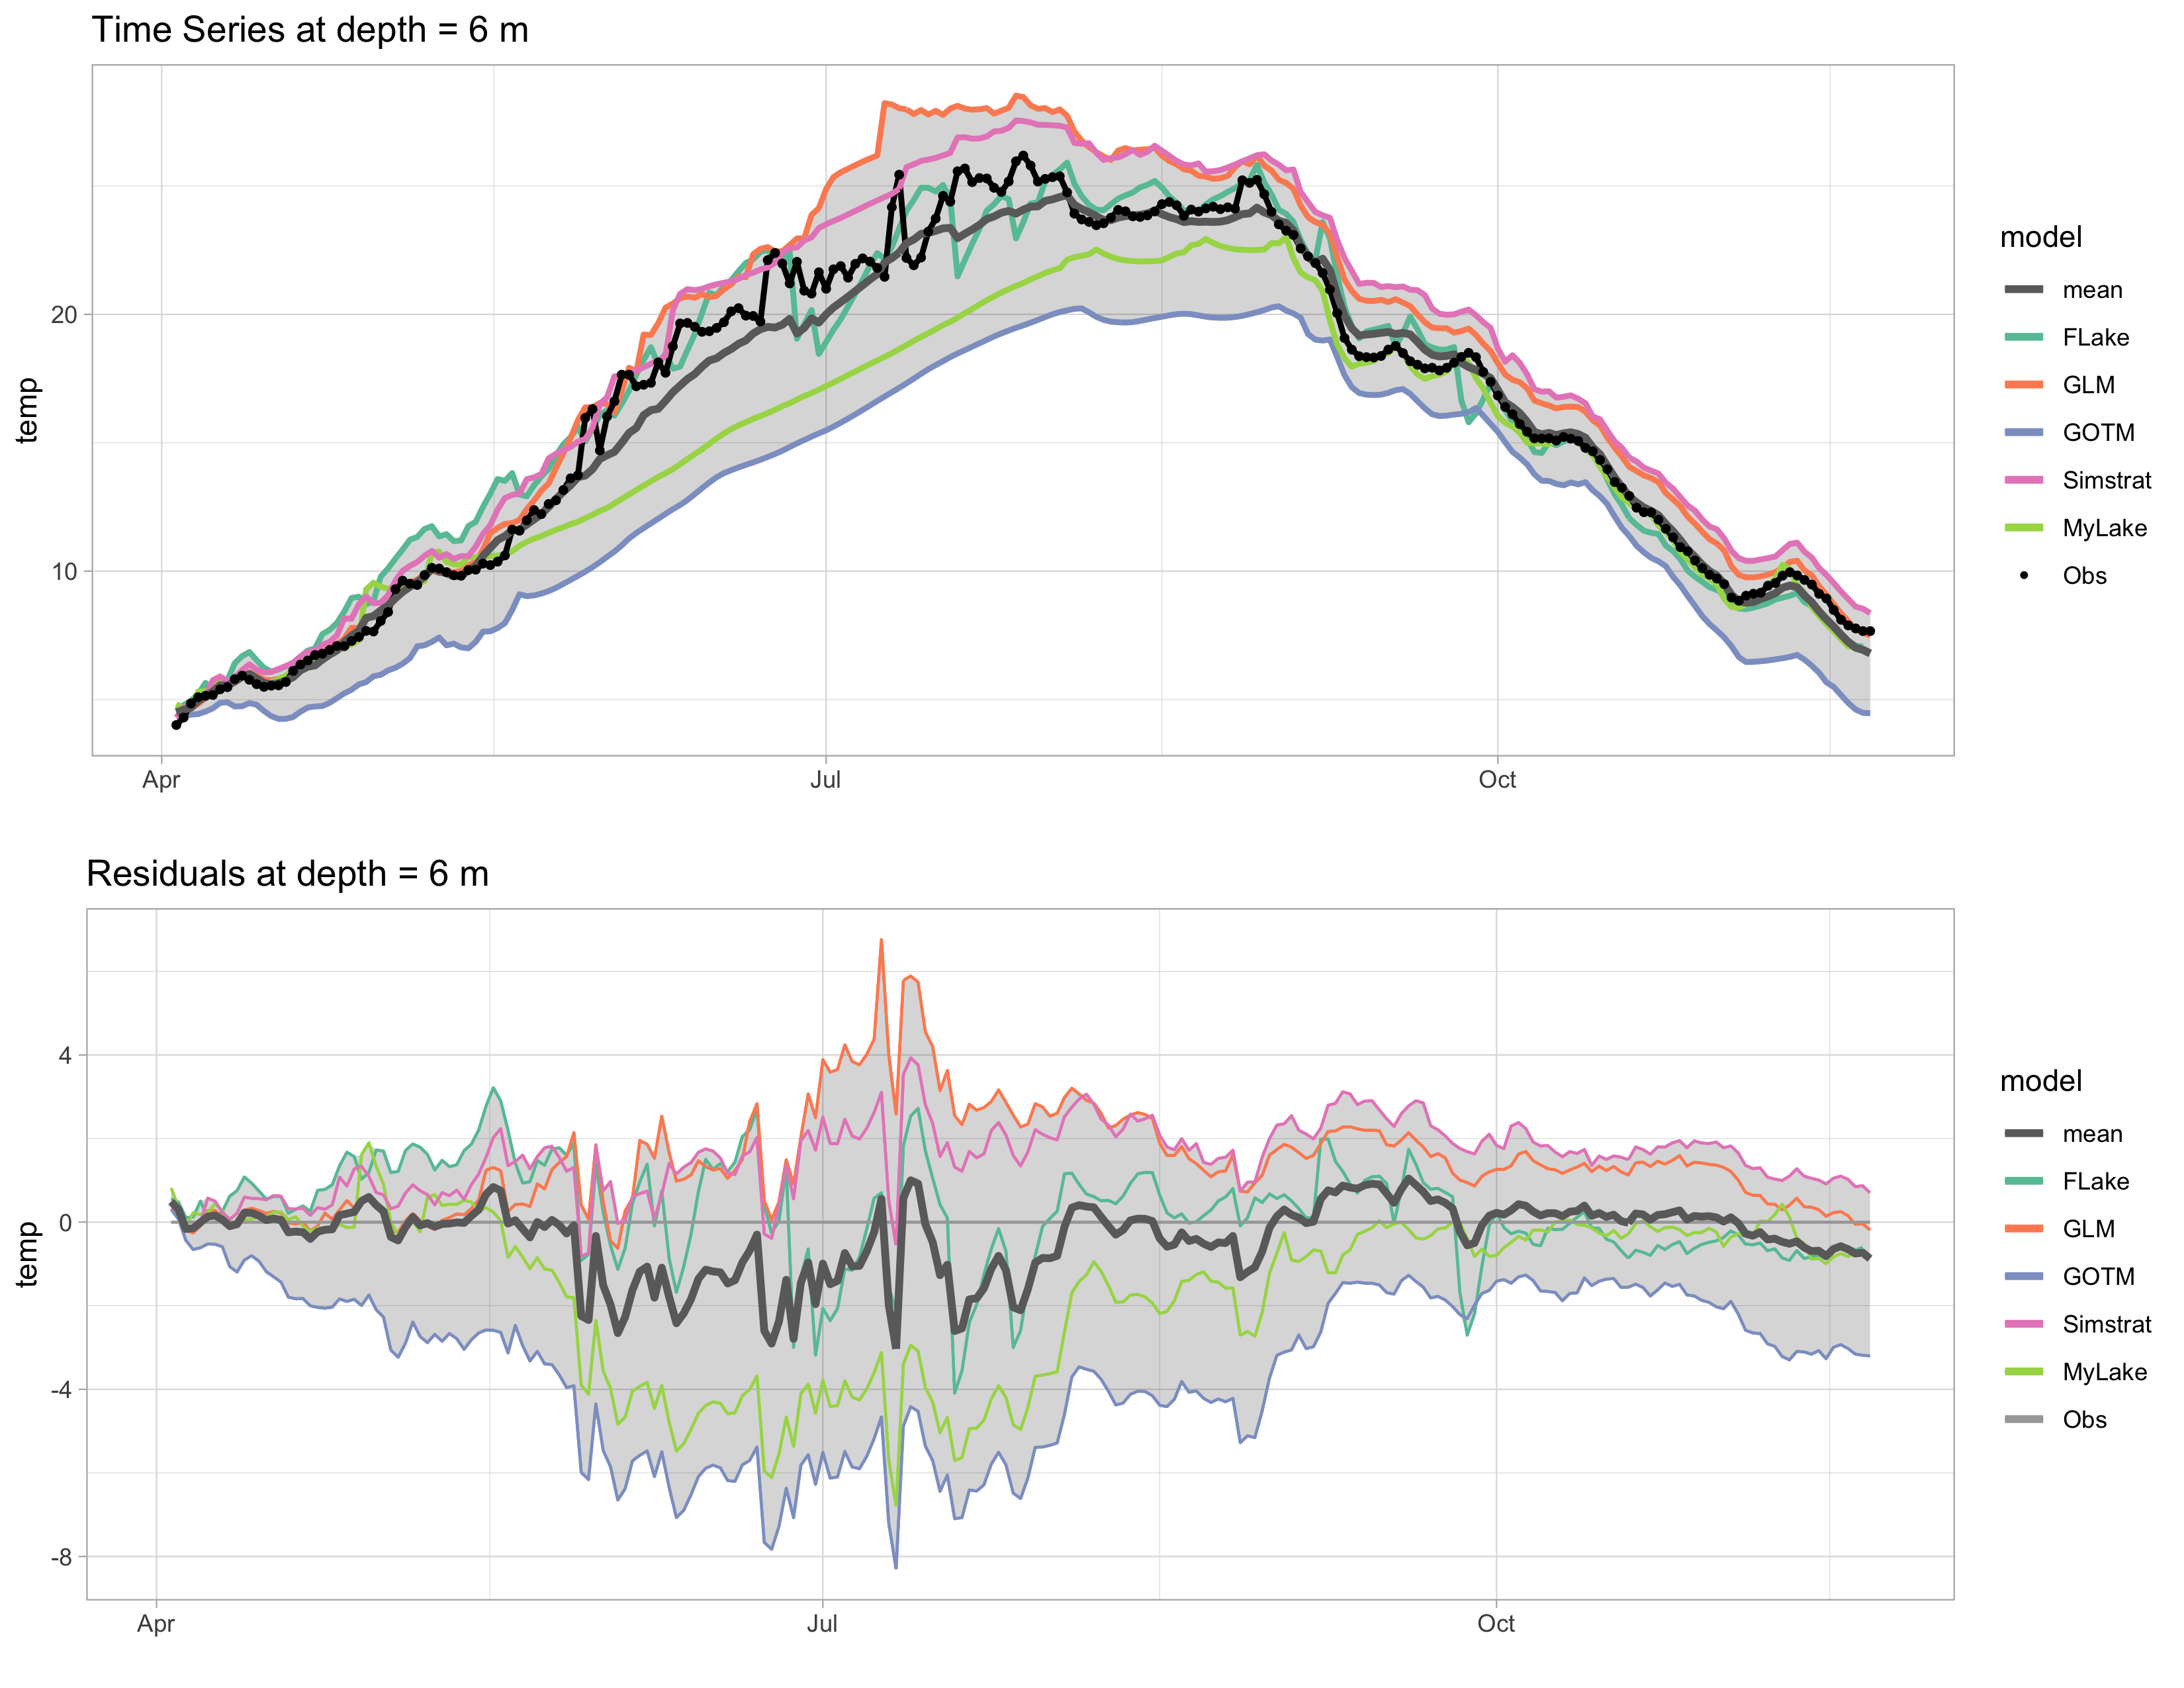 Time Series at depth = 6 m
temp
20
10
Apr
Jul
Oct
model
mean
FLake
GLM
GOTM
Simstrat
MyLake
Obs
Residuals at depth = 6 m
temp
4
0
-4
-8
Apr
Jul
Oct
model
mean
FLake
GLM
GOTM
Simstrat
MyLake
Obs